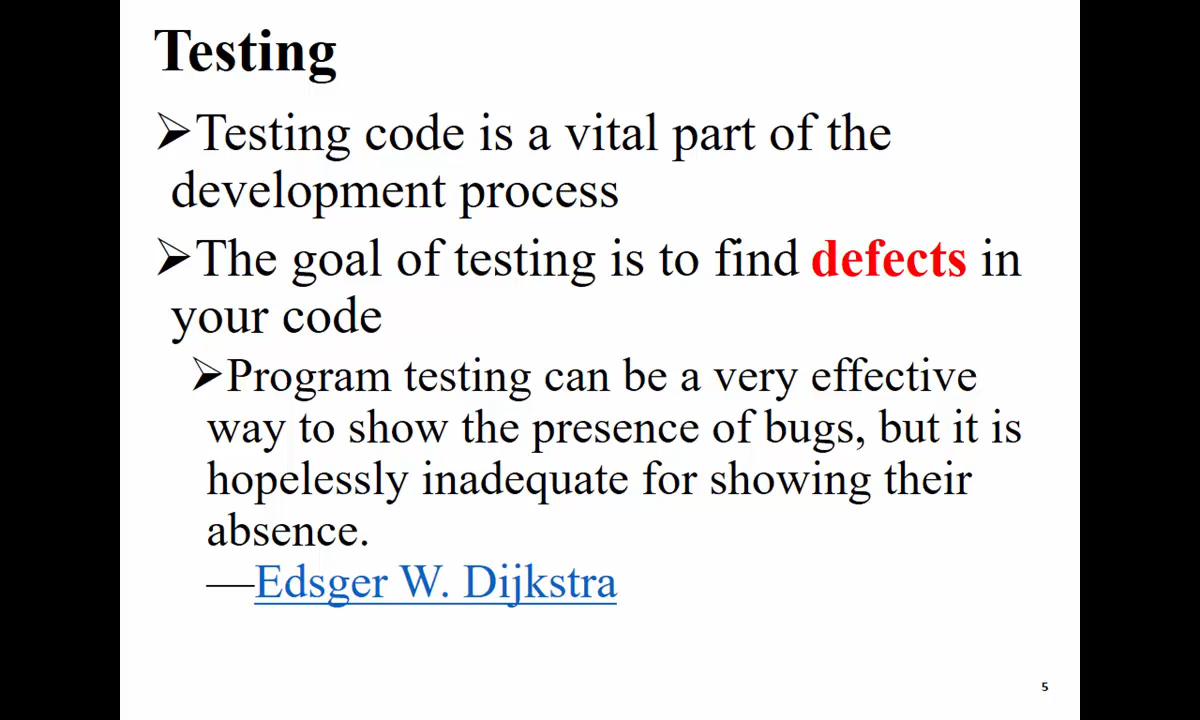 Testing
➢Testing code is a vital part of the
development process
➢The goal of testing is to find defects in
your code
➢Program testing can be a very effective
way to show the presence of bugs, but it is
hopelessly inadequate for showing their
absence.
—Edsger W. Dijkstra
5